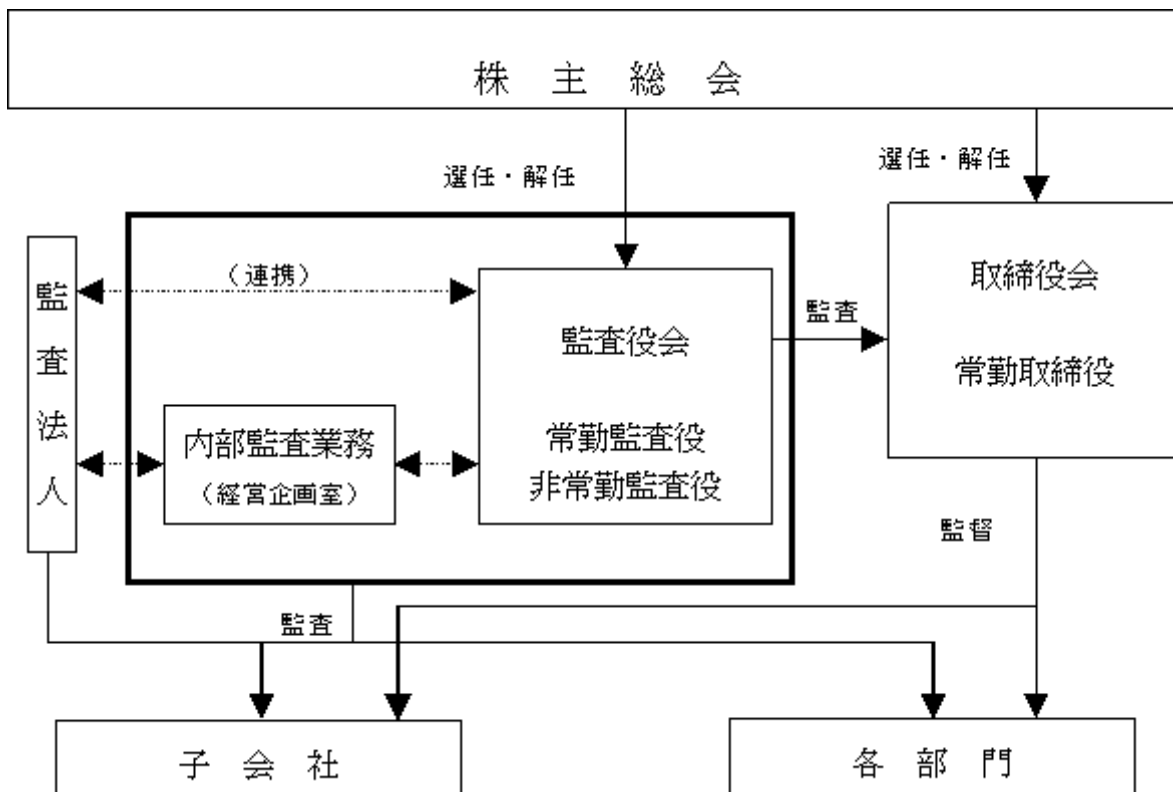 株主総会
選任・解任
選任・解任
監査法人
（連携）
監査役会
常勤監査役
非常勤監査役
内部監査業務
（経営企画室）
監査
取締役会
常勤取締役
監督
監査
子会社
各部門